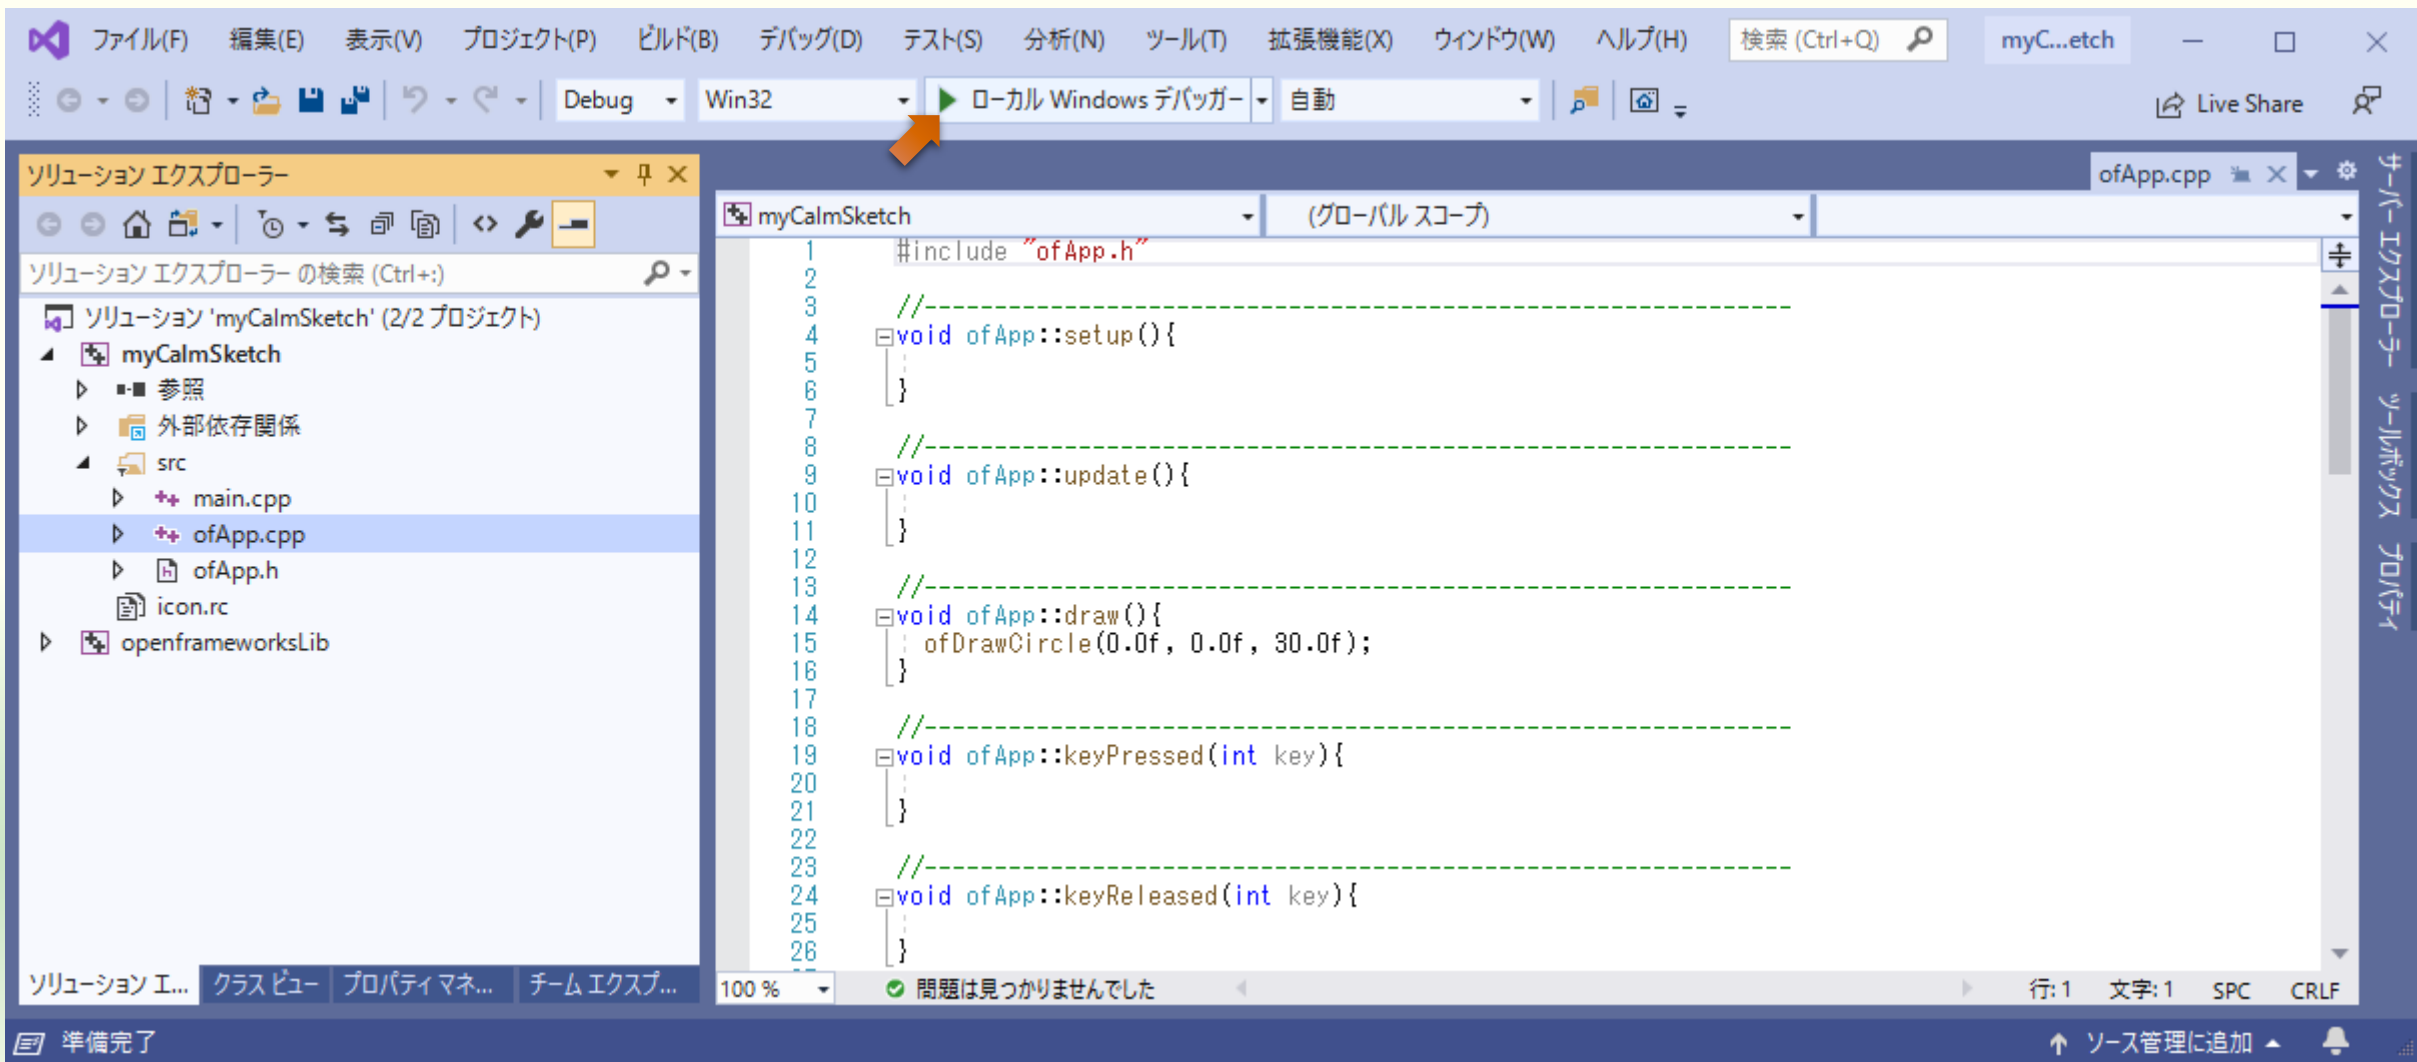 ファイル(F) 編集(E) 表示(V) プロジェクト(P) ビルド(B) デバッグ(D) テスト(S) 分析(N) ツール(T) 拡張機能(X) ウィンドウ(W) ヘルプ(H) 検索 (Ctrl+Q) myC...etch
Debug Win32 ローカル Windows デバッガー 自動 Live Share
ソリューション エクスプローラー
ソリューション エクスプローラー の検索 (Ctrl+:)
ソリューション 'myCalmSketch' (2/2 プロジェクト)
myCalmSketch
参照
外部依存関係
src
main.cpp
ofApp.cpp
ofApp.h
icon.rc
openframeworksLib
ソリューション エ... クラス ビュー プロパティ マネ... チーム エクスプ...
ofApp.cpp
myCalmSketch (グローバル スコープ)
1 #include "ofApp.h"
2
3 //--------------------------------------------------------------
4 void ofApp::setup(){
5
6 }
7
8 //--------------------------------------------------------------
9 void ofApp::update(){
10
11 }
12
13 //--------------------------------------------------------------
14 void ofApp::draw(){
15 ofDrawCircle(0.0f, 0.0f, 30.0f);
16 }
17
18 //--------------------------------------------------------------
19 void ofApp::keyPressed(int key){
20
21 }
22
23 //--------------------------------------------------------------
24 void ofApp::keyReleased(int key){
25
26 }
100 % 問題は見つかりませんでした 行: 1 文字: 1 SPC CRLF
サーバー エクスプローラー
ツールボックス
プロパティ
準備完了 ソース管理に追加